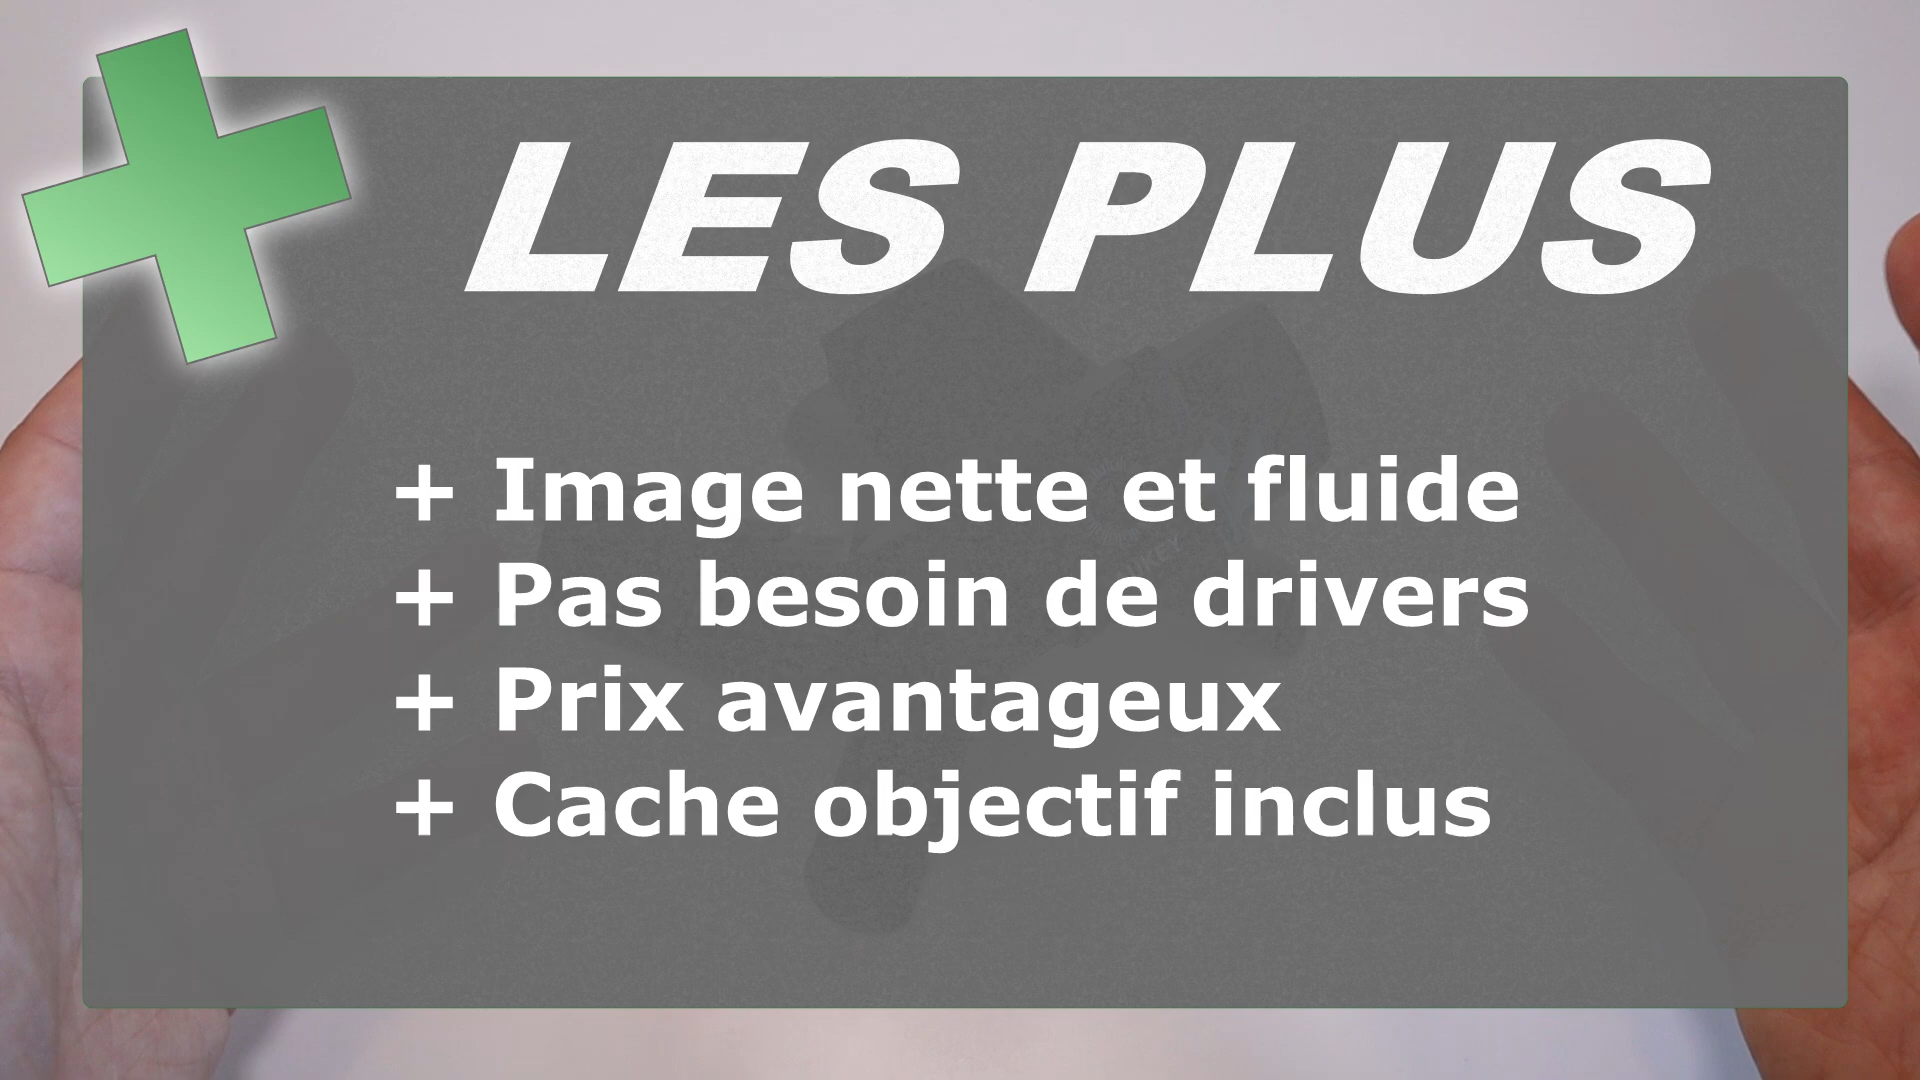 LES PLUS
+ Image nette et fluide
+ Pas besoin de drivers
+ Prix avantageux
+ Cache objectif inclus